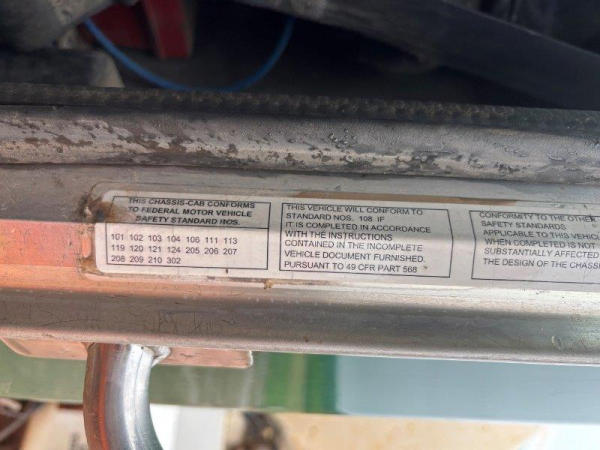 THIS CHASSIS-CAB CONFORMS
TO FEDERAL MOTOR VEHICLE
SAFETY STANDARD NOS.
101 102 103 104 106 111 113
119 120 121 124 205 206 207
208 209 210 302
THIS VEHICLE WILL CONFORM TO
STANDARD NOS. 108 IF
IT IS COMPLETED IN ACCORDANCE
WITH THE INSTRUCTIONS
CONTAINED IN THE INCOMPLETE
VEHICLE DOCUMENT FURNISHED.
PURSUANT TO 49 CFR PART 568
CONFORMITY TO THE OTHER
SAFETY STANDARDS
APPLICABLE TO THIS VEHIC
WHEN COMPLETED IS NOT
SUBSTANTIALLY AFFECTED
THE DESIGN OF THE CHASS